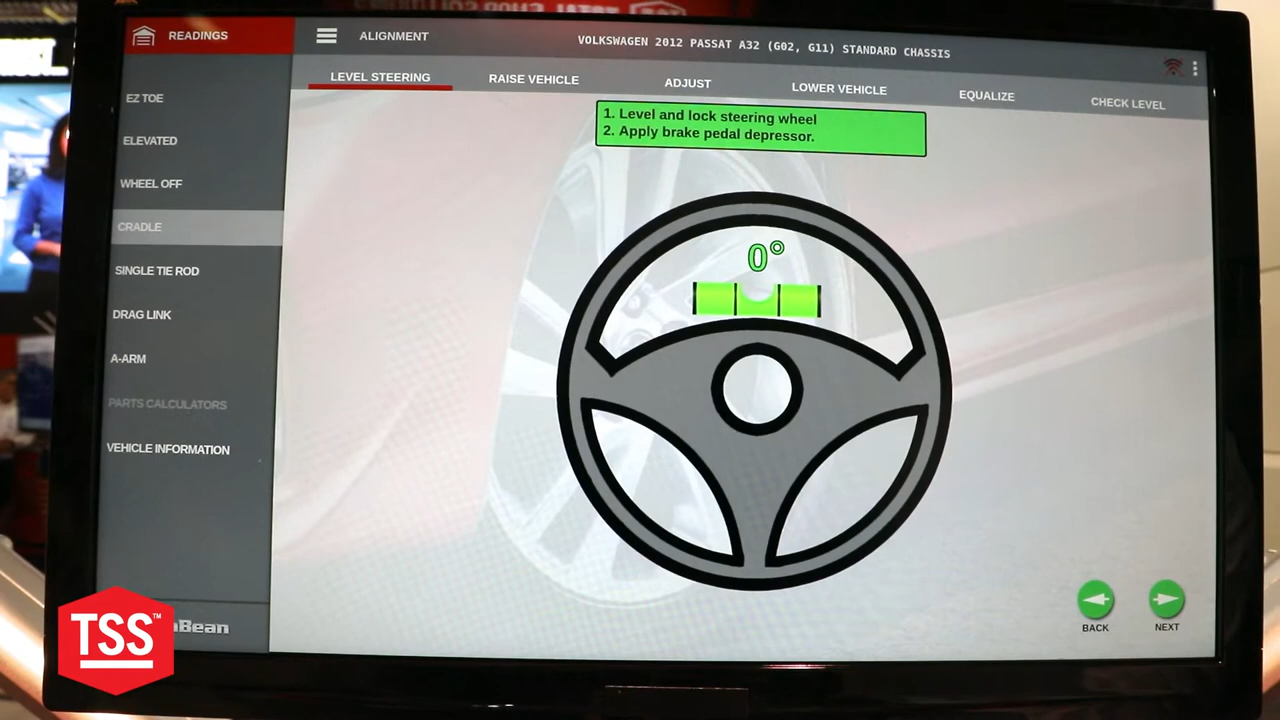 READINGS
ALIGNMENT
VOLKSWAGEN 2012 PASSAT A32 (G02, G11) STANDARD CHASSIS
LEVEL STEERING
RAISE VEHICLE
ADJUST
LOWER VEHICLE
EQUALIZE
CHECK LEVEL
EZ TOE
ELEVATED
WHEEL OFF
CRADLE
SINGLE TIE ROD
DRAG LINK
A-ARM
PARTS CALCULATORS
VEHICLE INFORMATION
1. Level and lock steering wheel
2. Apply brake pedal depressor.
0°
BACK
NEXT
TSS™
Bean